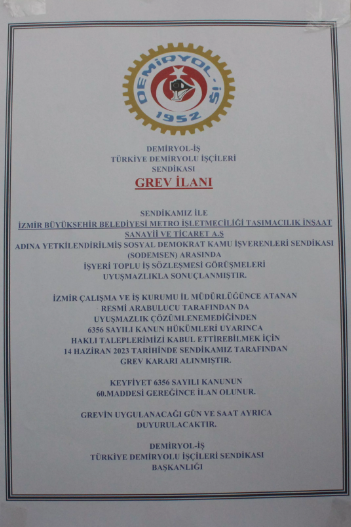 DEMİRYOL-İŞ
1952
DEMİRYOL-İŞ
TÜRKİYE DEMİRYOLU İŞÇİLERİ
SENDİKASI
GREV İLANI
SENDİKAMIZ İLE
İZMİR BÜYÜKŞEHİR BELEDİYESİ METRO İŞLETMECİLİĞİ TAŞIMACILIK İNŞAAT
SANAYİİ VE TİCARET A.Ş
ADINA YETKİLENDİRİLMİŞ SOSYAL DEMOKRAT KAMU İŞVERENLERİ SENDİKASI
(SODEMSEN) ARASINDA
İŞYERİ TOPLU İŞ SÖZLEŞMESİ GÖRÜŞMELERİ
UYUŞMAZLIKLA SONUÇLANMIŞTIR.
İZMİR ÇALIŞMA VE İŞ KURUMU İL MÜDÜRLÜĞÜNCE ATANAN
RESMİ ARABULUCU TARAFINDAN DA
UYUŞMAZLIK ÇÖZÜMLENEMEDİĞİNDEN
6356 SAYILI KANUN HÜKÜMLERİ UYARINCA
HAKLI TALEPLERİMİZİ KABUL ETTİREBİLMEK İÇİN
14 HAZİRAN 2023 TARİHİNDE SENDİKAMIZ TARAFINDAN
GREV KARARI ALINMIŞTIR.
KEYFİYET 6356 SAYILI KANUNUN
60.MADDESİ GEREĞİNCE İLAN OLUNUR.
GREVİN UYGULANACAĞI GÜN VE SAAT AYRICA
DUYURULACAKTIR.
DEMİRYOL-İŞ
TÜRKİYE DEMİRYOLU İŞÇİLERİ SENDİKASI
BAŞKANLIĞI